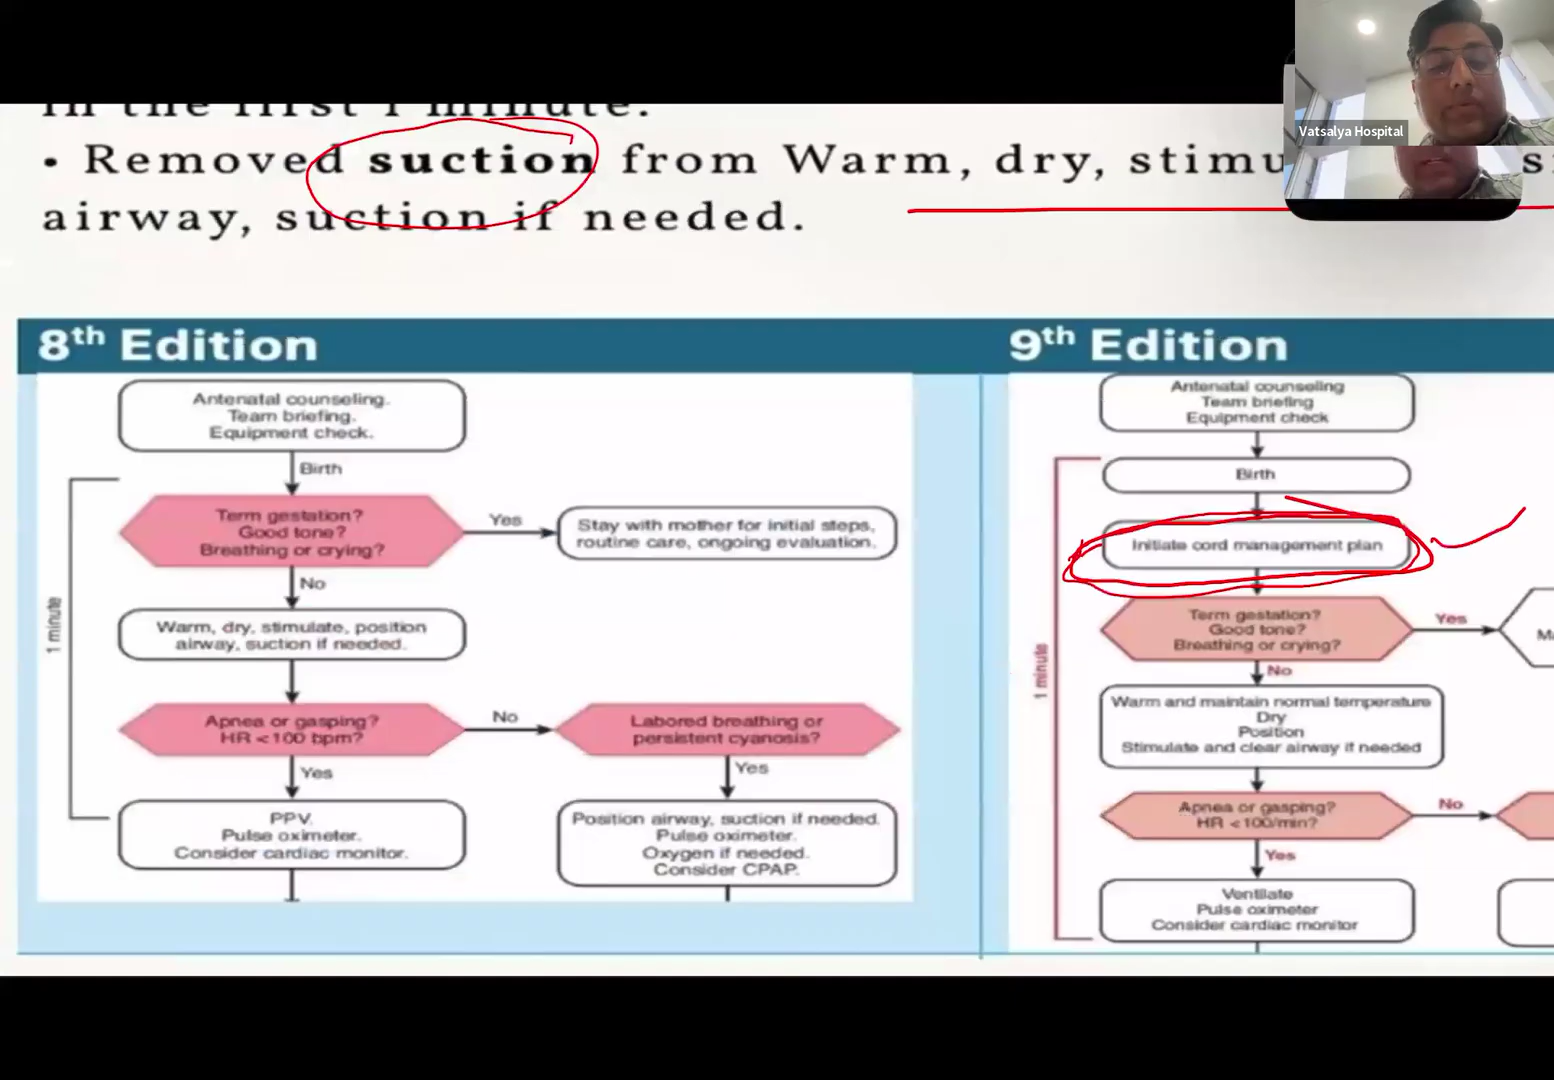 in the first 1 minute.
• Removed suction from Warm, dry,
airway, suction if needed.
Vatsalya Hospital
8th Edition
Antenatal counseling.
Team briefing.
Equipment check.
Birth
Term gestation?
Good tone?
Breathing or crying?
Yes
Stay with mother for initial steps,
routine care, ongoing evaluation.
No
1 minute
Warm, dry, stimulate, position
airway, suction if needed.
Apnea or gasping?
HR <100 bpm?
No
Labored breathing or
persistent cyanosis?
Yes
Yes
PPV.
Pulse oximeter.
Consider cardiac monitor.
Position airway, suction if needed.
Pulse oximeter.
Oxygen if needed.
Consider CPAP.
9th Edition
Antenatal counseling
Team briefing
Equipment check
Birth
Initiate cord management plan
Term gestation?
Good tone?
Breathing or crying?
Yes
No
1 minute
Warm and maintain normal temperature
Dry
Position
Stimulate and clear airway if needed
Apnea or gasping?
HR <100/min?
No
Yes
Ventilate
Pulse oximeter
Consider cardiac monitor